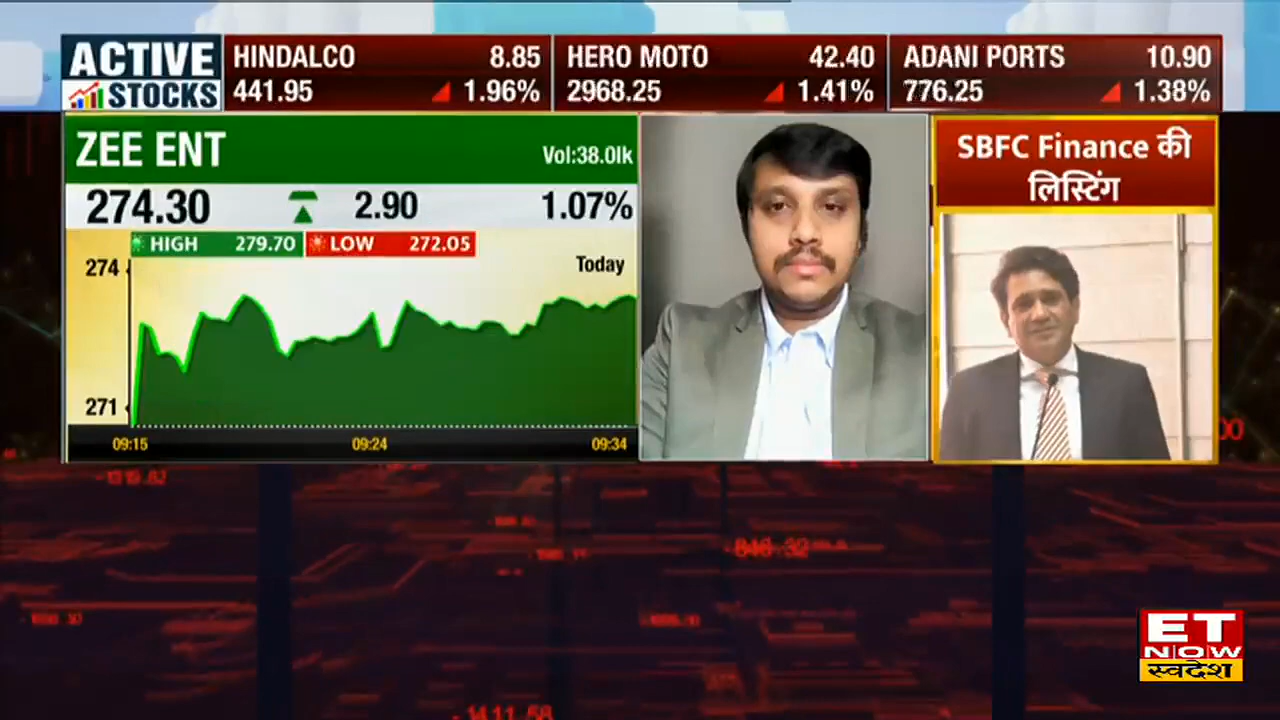 ACTIVE
STOCKS
HINDALCO 8.85
441.95 1.96%
HERO MOTO 42.40
2968.25 1.41%
ADANI PORTS 10.90
776.25 1.38%
ZEE ENT
Vol:38.0lk
274.30 2.90 1.07%
HIGH 279.70 LOW 272.05
Today
274
271
09:15 09:24 09:34
SBFC Finance की
लिस्टिंग
ET
NOW
स्वदेश